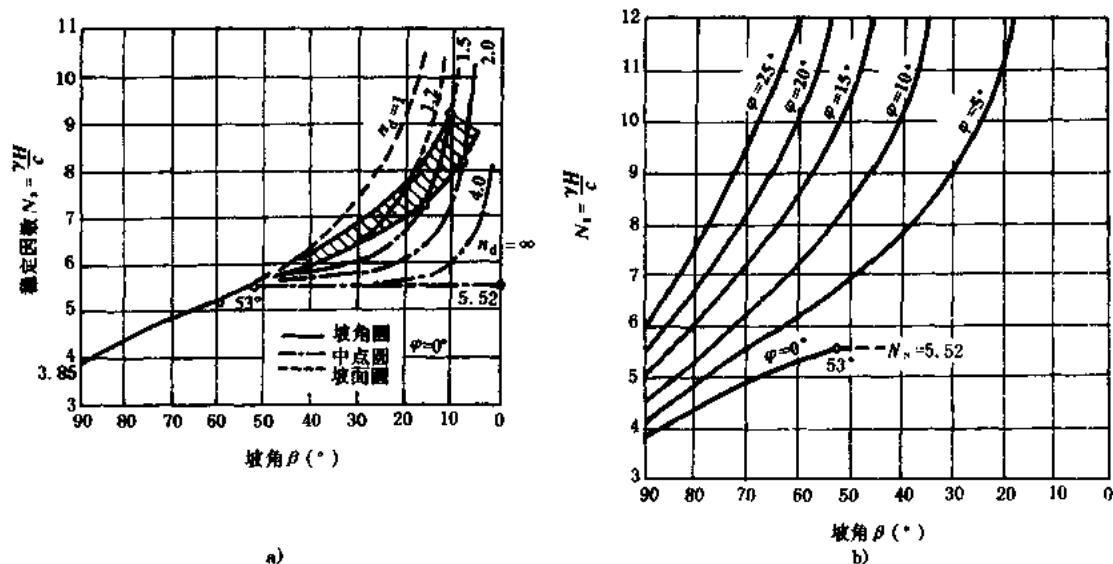 11
10
9
8
7
6
5
4
3.85
3
稳定因数 Nₛ = γH/c
n_d=1
1.2
1.5
2.0
4.0
n_d=∞
53°
5.52
坡角圆
中点圆
坡面圆
φ=0°
90 80 70 60 50 40 30 20 10 0
坡角 β (°)
a)
12
11
10
9
8
7
6
5
4
3
Nₛ = γH/c
φ=25°
φ=20°
φ=15°
φ=10°
φ=5°
φ=0°
Nₛ=5.52
53°
90 80 70 60 50 40 30 20 10 0
坡角 β (°)
b)